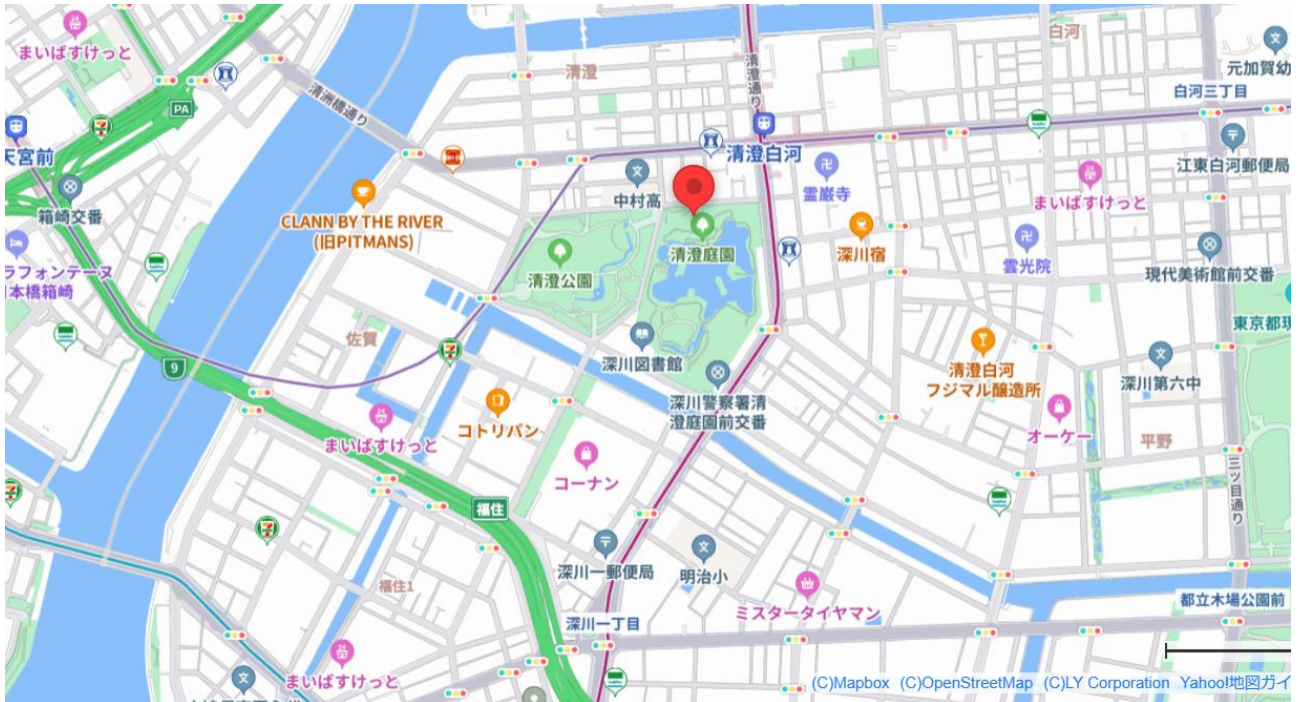 まいばすけっと
PA
天宮前
箱崎交番
ラフォンテーヌ
本橋箱崎
清洲橋通り
清澄
清澄通り
白河
元加賀幼
白河三丁目
江東白河郵便局
清澄白河
中村高
霊巌寺
まいばすけっと
CLANN BY THE RIVER
(旧PITMANS)
清澄公園
清澄庭園
深川宿
雲光院
現代美術館前交番
東京都現
佐賀
深川図書館
清澄白河
フジマル醸造所
深川第六中
9
コトリパン
深川警察署清
澄庭園前交番
オーケー
平野
まいばすけっと
コーナン
三ツ目通り
福住
深川一郵便局
明治小
福住1
ミスタータイヤマン
都立木場公園前
深川一丁目
まいばすけっと
(C)Mapbox (C)OpenStreetMap (C)LY Corporation Yahoo!地図ガイ